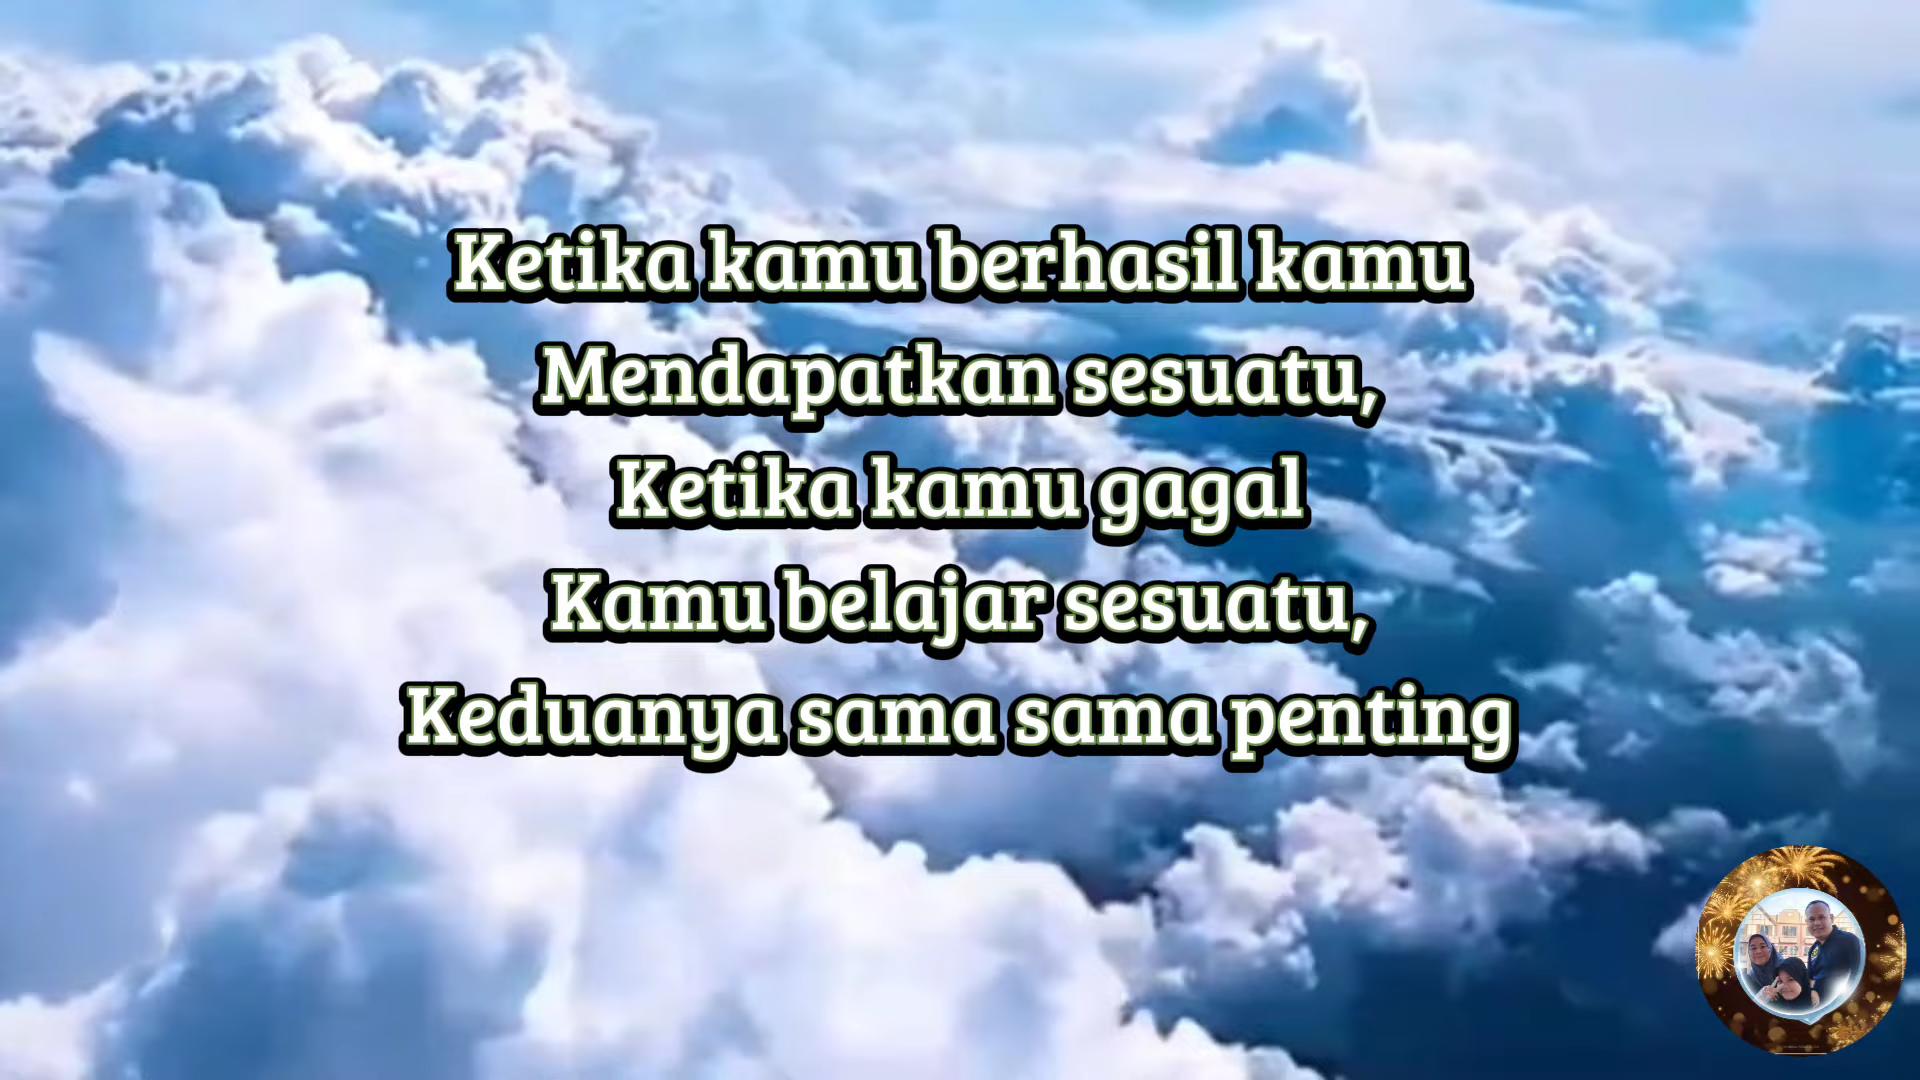 Ketika kamu berhasil kamu
Mendapatkan sesuatu,
Ketika kamu gagal
Kamu belajar sesuatu,
Keduanya sama sama penting